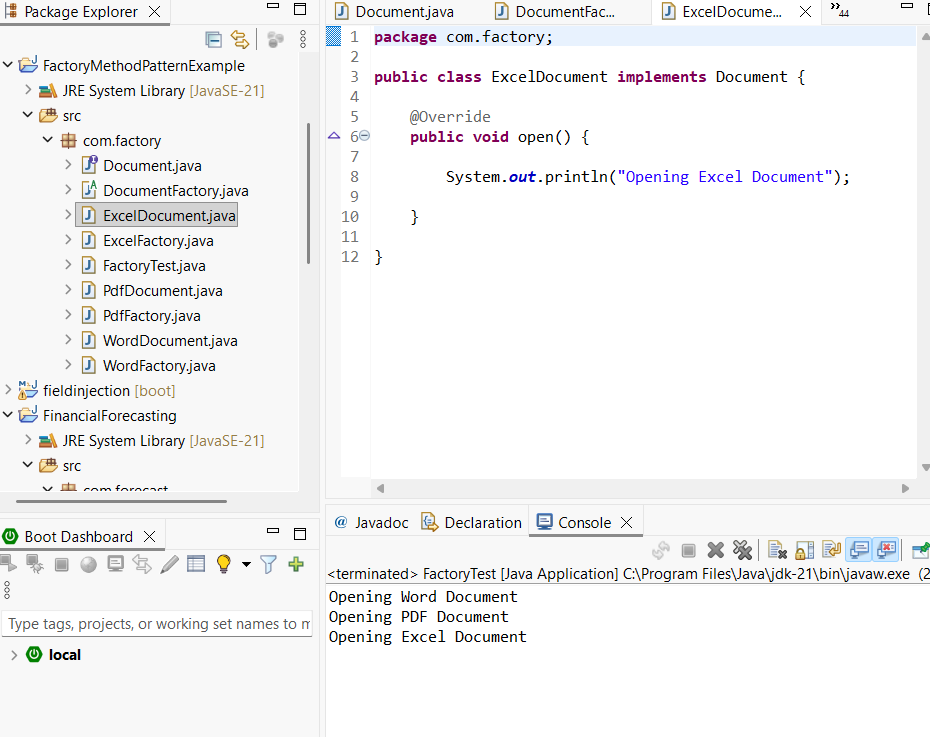 Package Explorer
FactoryMethodPatternExample
JRE System Library [JavaSE-21]
src
com.factory
Document.java
DocumentFactory.java
ExcelDocument.java
ExcelFactory.java
FactoryTest.java
PdfDocument.java
PdfFactory.java
WordDocument.java
WordFactory.java
fieldinjection [boot]
FinancialForecasting
JRE System Library [JavaSE-21]
src
com.forecast
Boot Dashboard
Type tags, projects, or working set names to m
local
Document.java DocumentFac... ExcelDocume... 44
1 package com.factory;
2
3 public class ExcelDocument implements Document {
4
5 @Override
6 public void open() {
7
8 System.out.println("Opening Excel Document");
9
10 }
11
12 }
@ Javadoc Declaration Console
<terminated> FactoryTest [Java Application] C:\Program Files\Java\jdk-21\bin\javaw.exe (2
Opening Word Document
Opening PDF Document
Opening Excel Document